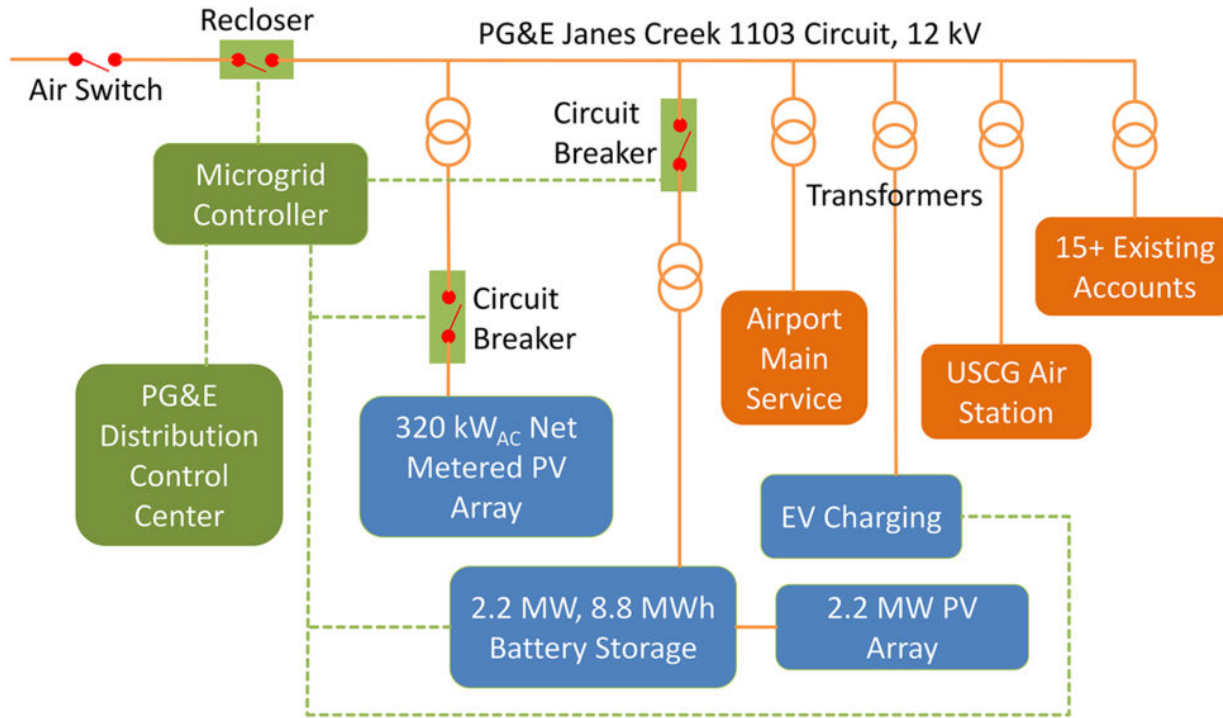 Recloser
PG&E Janes Creek 1103 Circuit, 12 kV
Air Switch
Circuit
Breaker
Microgrid
Controller
Transformers
15+ Existing
Accounts
Circuit
Breaker
Airport
Main
Service
USCG Air
Station
PG&E
Distribution
Control
Center
320 kWAC Net
Metered PV
Array
EV Charging
2.2 MW, 8.8 MWh
Battery Storage
2.2 MW PV
Array